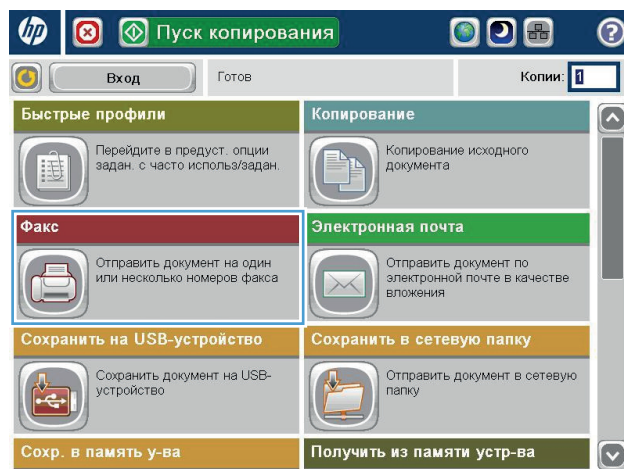 hp
Пуск копирования
?
Вход
Готов
Копии: 1
Быстрые профили
Перейдите в предуст. опции
задан. с часто использ/задан.
Копирование
Копирование исходного
документа
Факс
Отправить документ на один
или несколько номеров факса
Электронная почта
Отправить документ по
электронной почте в качестве
вложения
Сохранить на USB-устройство
Сохранить документ на USB-
устройство
Сохранить в сетевую папку
Отправить документ в сетевую
папку
Сохр. в память у-ва
Получить из памяти устр-ва